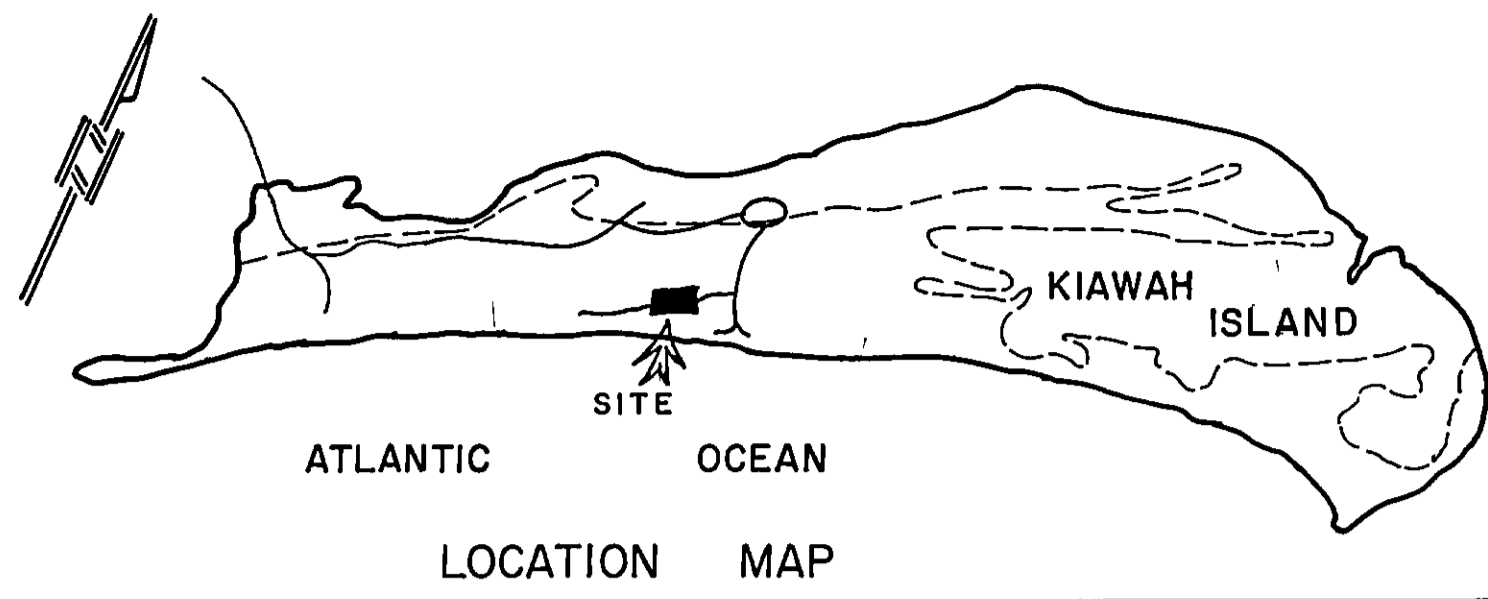 KIAWAH
ISLAND
SITE
ATLANTIC OCEAN
LOCATION MAP